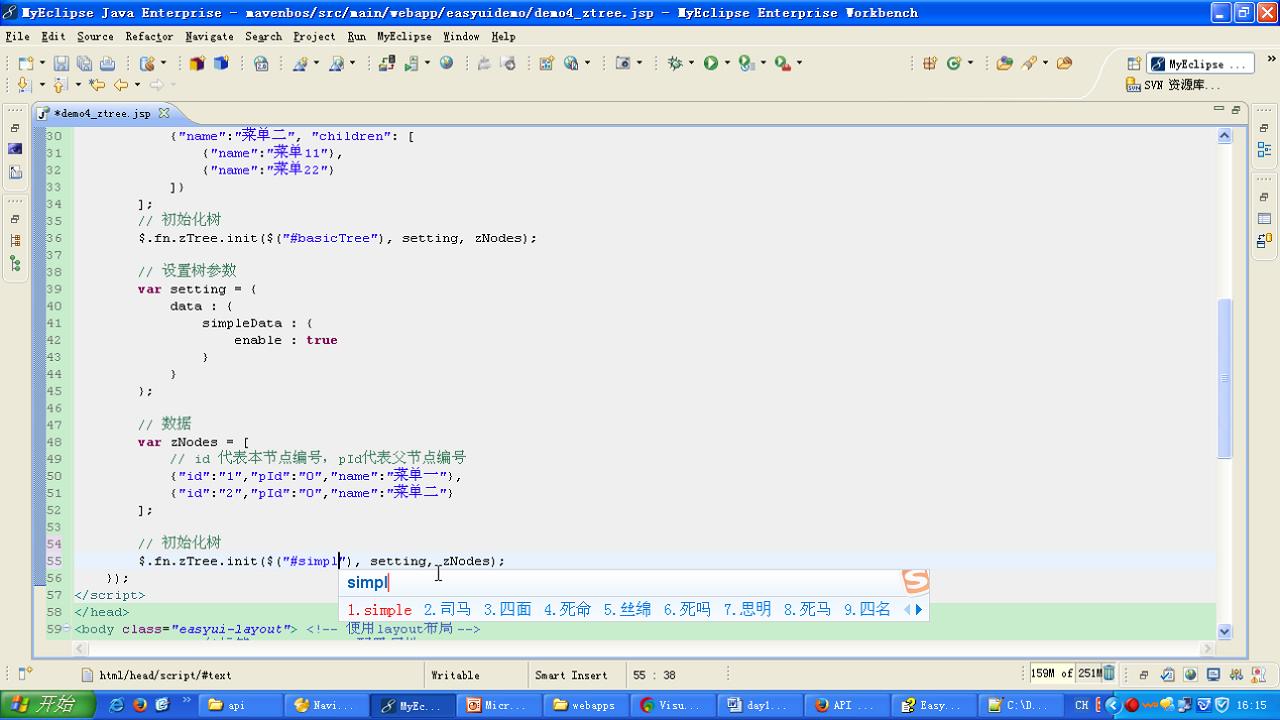 MyEclipse Java Enterprise - mavenbos/src/main/webapp/easyuidemo/demo4_ztree.jsp - MyEclipse Enterprise Workbench
File Edit Source Refactor Navigate Search Project Run MyEclipse Window Help
MyEclipse ...
SVN 资源库...
*demo4_ztree.jsp
30 {"name":"菜单二", "children": [
31 {"name":"菜单11"},
32 {"name":"菜单22"}
33 ]}
34 ];
35 // 初始化树
36 $.fn.zTree.init($("#basicTree"), setting, zNodes);
37
38 // 设置树参数
39 var setting = {
40 data : {
41 simpleData : {
42 enable : true
43 }
44 }
45 };
46
47 // 数据
48 var zNodes = [
49 // id 代表本节点编号, pId代表父节点编号
50 {"id":"1","pId":"0","name":"菜单一"},
51 {"id":"2","pId":"0","name":"菜单二"}
52 ];
53
54 // 初始化树
55 $.fn.zTree.init($("#simpl"), setting, zNodes);
56 });
simpl
57 </script>
58 </head>
1.simple 2.司马 3.四面 4.死命 5.丝绵 6.死吗 7.思明 8.死马 9.四名
59 <body class="easyui-layout"> <!-- 使用layout布局 -->
html/head/script/#text Writable Smart Insert 55 : 38 159M of 251M
开始 api Navi... MyEc... Micr... webapps Visu... day1... API ... Easy... C:\D... CH 16:15